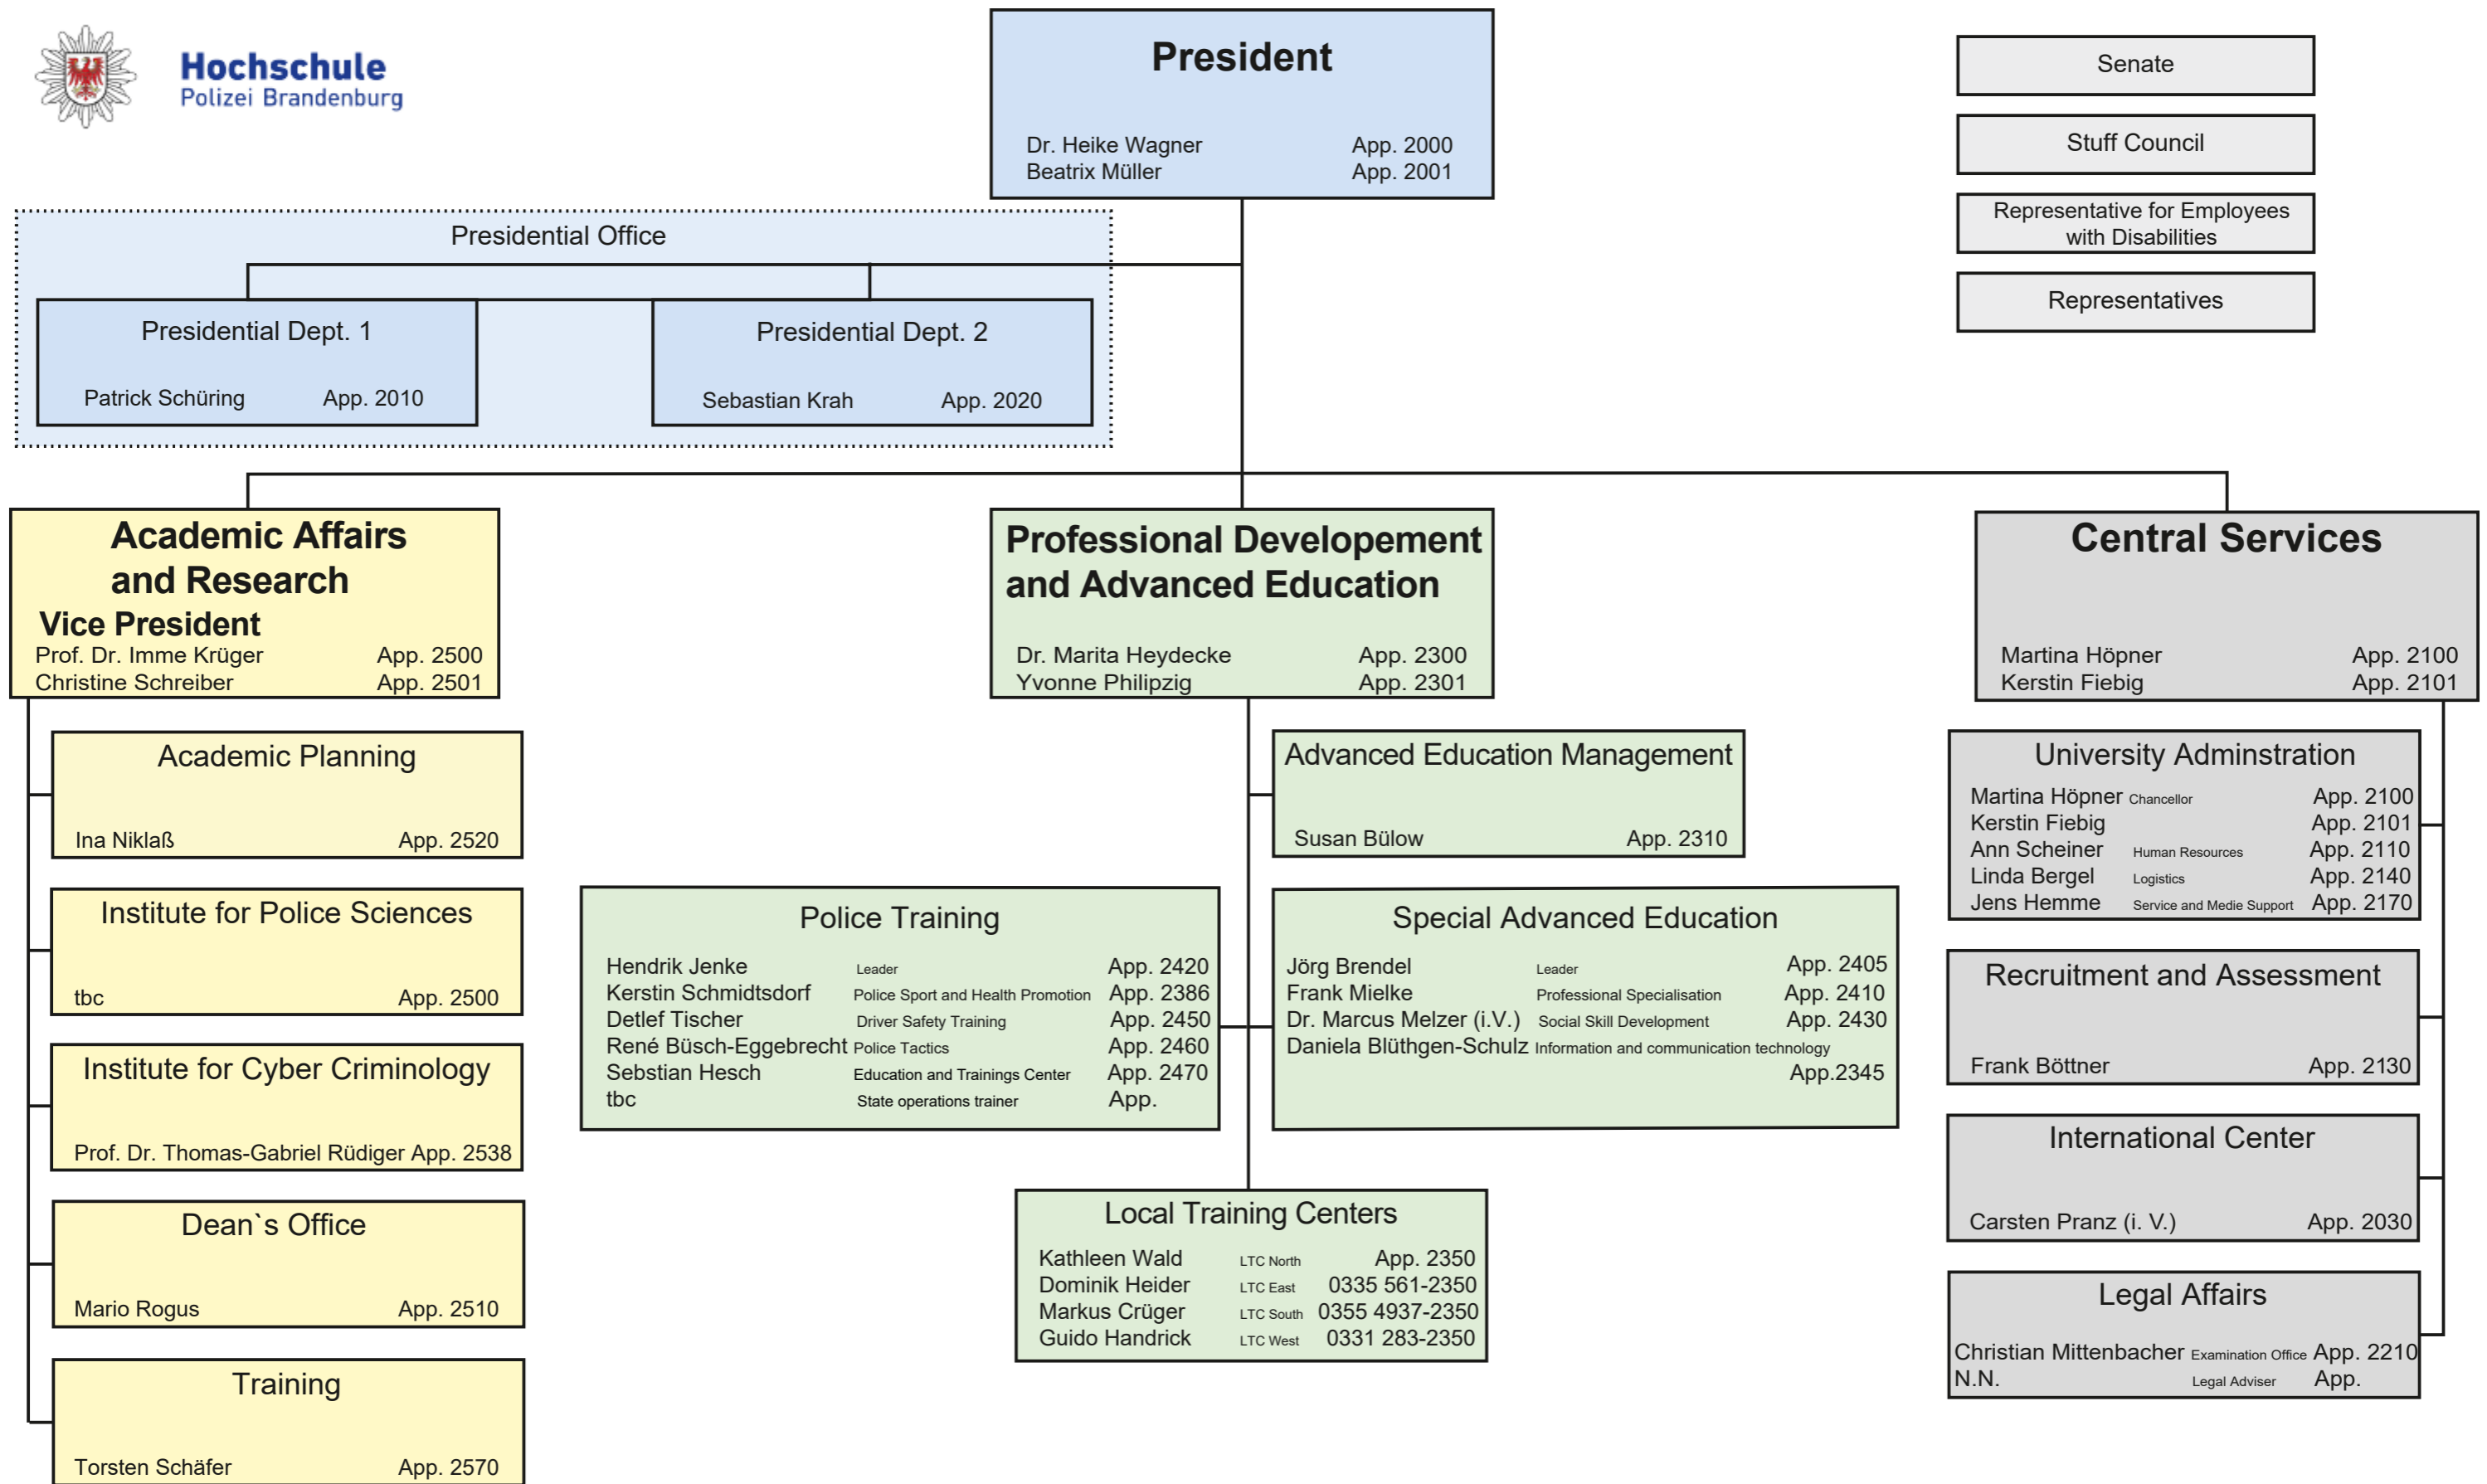 Hochschule
Polizei Brandenburg
President
Dr. Heike Wagner App. 2000
Beatrix Müller App. 2001
Senate
Stuff Council
Representative for Employees
with Disabilities
Representatives
Presidential Office
Presidential Dept. 1
Patrick Schüring App. 2010
Presidential Dept. 2
Sebastian Krah App. 2020
Academic Affairs
and Research
Vice President
Prof. Dr. Imme Krüger App. 2500
Christine Schreiber App. 2501
Academic Planning
Ina Niklaß App. 2520
Institute for Police Sciences
tbc App. 2500
Institute for Cyber Criminology
Prof. Dr. Thomas-Gabriel Rüdiger App. 2538
Dean`s Office
Mario Rogus App. 2510
Training
Torsten Schäfer App. 2570
Professional Developement
and Advanced Education
Dr. Marita Heydecke App. 2300
Yvonne Philipzig App. 2301
Advanced Education Management
Susan Bülow App. 2310
Police Training
Hendrik Jenke Leader App. 2420
Kerstin Schmidtsdorf Police Sport and Health Promotion App. 2386
Detlef Tischer Driver Safety Training App. 2450
René Büsch-Eggebrecht Police Tactics App. 2460
Sebstian Hesch Education and Trainings Center App. 2470
tbc State operations trainer App.
Special Advanced Education
Jörg Brendel Leader App. 2405
Frank Mielke Professional Specialisation App. 2410
Dr. Marcus Melzer (i.V.) Social Skill Development App. 2430
Daniela Blüthgen-Schulz Information and communication technology
App.2345
Local Training Centers
Kathleen Wald LTC North App. 2350
Dominik Heider LTC East 0335 561-2350
Markus Crüger LTC South 0355 4937-2350
Guido Handrick LTC West 0331 283-2350
Central Services
Martina Höpner App. 2100
Kerstin Fiebig App. 2101
University Adminstration
Martina Höpner Chancellor App. 2100
Kerstin Fiebig App. 2101
Ann Scheiner Human Resources App. 2110
Linda Bergel Logistics App. 2140
Jens Hemme Service and Medie Support App. 2170
Recruitment and Assessment
Frank Böttner App. 2130
International Center
Carsten Pranz (i. V.) App. 2030
Legal Affairs
Christian Mittenbacher Examination Office App. 2210
N.N. Legal Adviser App.